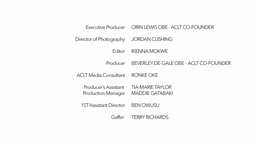 Executive Producer ORIN LEWIS OBE - ACLT CO-FOUNDER
Director of Photography JORDAN CUSHING
Editor IKENNA MOKWE
Producer BEVERLEY DE-GALE OBE - ACLT CO-FOUNDER
ACLT Media Consultant RONKE OKE
Producer's Assistant TIA-MARIE TAYLOR
Production Manager MADDIE GATABAKI
1ST Assistant Director BEN OWUSU
Gaffer TERRY RICHARDS